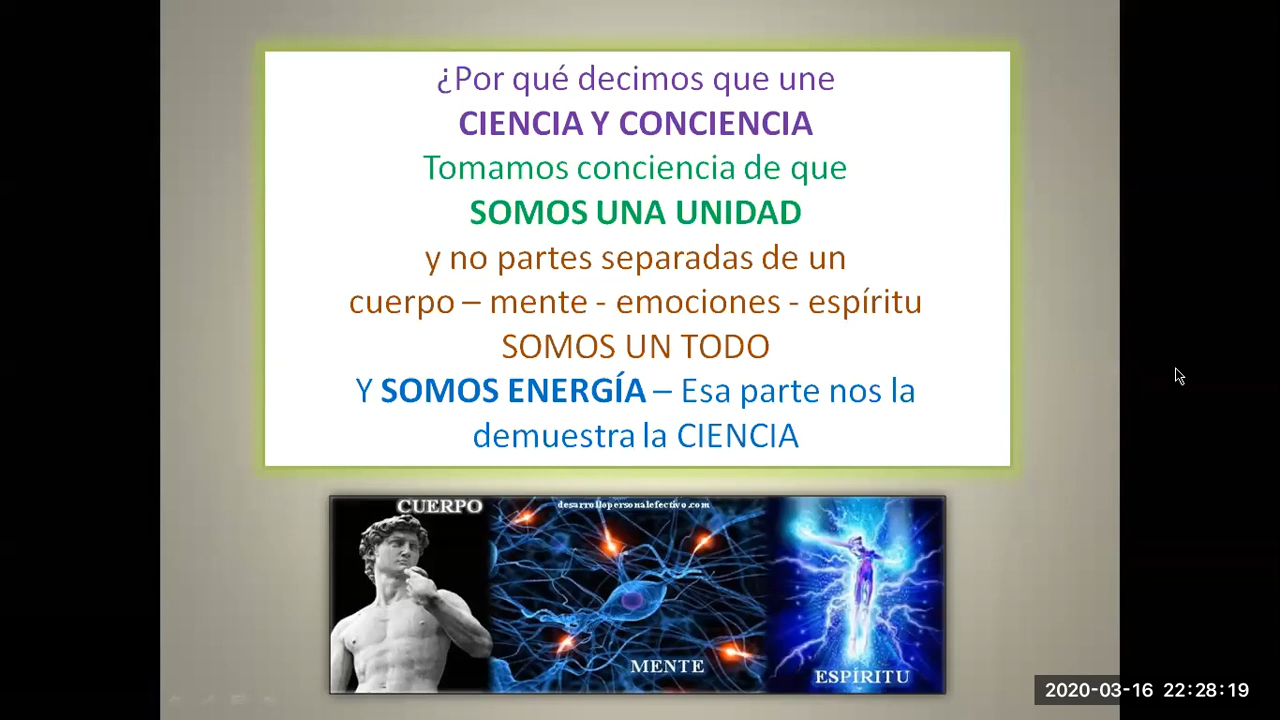 ¿Por qué decimos que une
CIENCIA Y CONCIENCIA
Tomamos conciencia de que
SOMOS UNA UNIDAD
y no partes separadas de un
cuerpo – mente - emociones - espíritu
SOMOS UN TODO
Y SOMOS ENERGÍA – Esa parte nos la
demuestra la CIENCIA
CUERPO
desarrollopersonalefectivo.com
MENTE
ESPÍRITU
2020-03-16 22:28:19